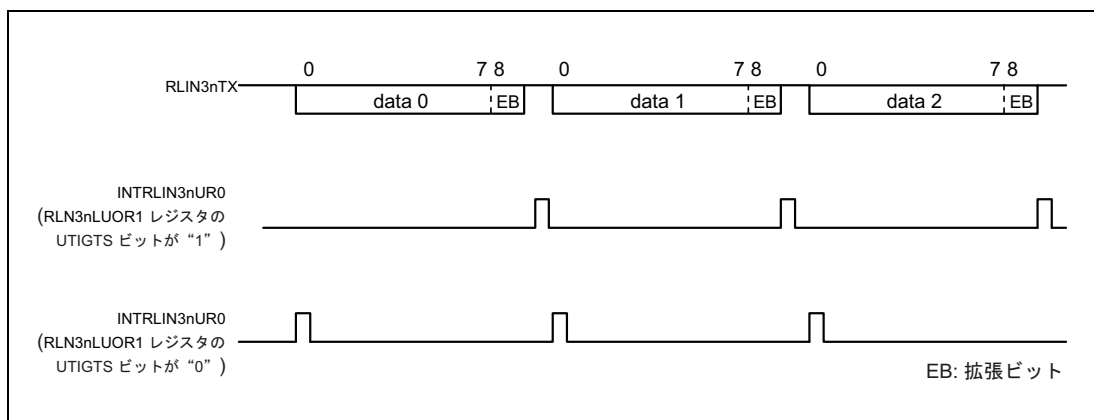 0 7 8 0 7 8 0 7 8
RLIN3nTX
data 0 EB data 1 EB data 2 EB
INTRLIN3nUR0
(RLN3nLUOR1 レジスタの
UTIGTS ビットが “1” )
INTRLIN3nUR0
(RLN3nLUOR1 レジスタの
UTIGTS ビットが “0” )
EB: 拡張ビット